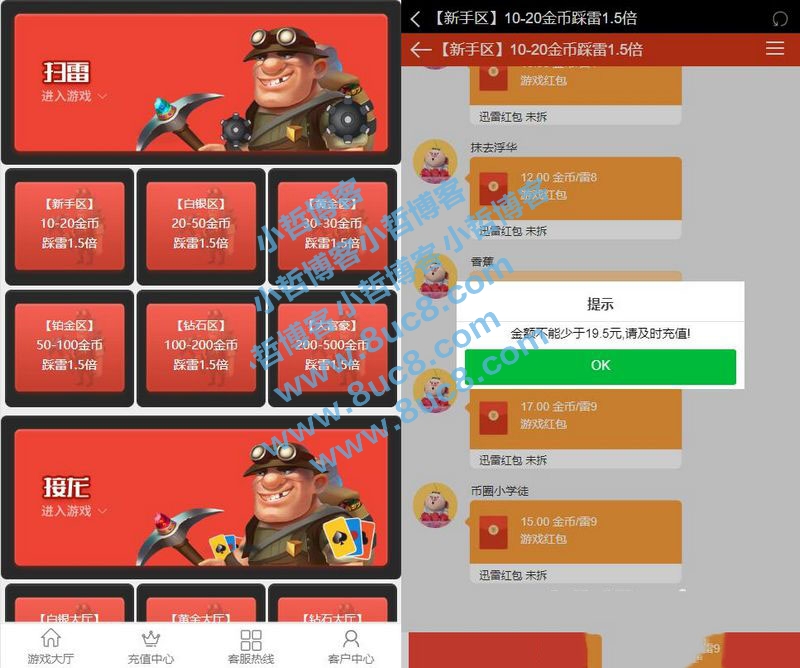 扫雷
进入游戏
【新手区】
10-20金币
踩雷1.5倍
【白银区】
20-50金币
踩雷1.5倍
【黄金区】
30-30金币
踩雷1.5倍
【铂金区】
50-100金币
踩雷1.5倍
【钻石区】
100-200金币
踩雷1.5倍
【大富豪】
200-500金币
踩雷1.5倍
接龙
进入游戏
【白银大厅】
【黄金大厅】
【钻石大厅】
游戏大厅
充值中心
客服热线
客户中心
【新手区】10-20金币踩雷1.5倍
【新手区】10-20金币踩雷1.5倍
游戏红包
迅雷红包 未拆
抹去浮华
12.00 金币/雷8
游戏红包
迅雷红包 未拆
香蕉
提示
金额不能少于19.5元,请及时充值!
OK
17.00 金币/雷9
游戏红包
迅雷红包 未拆
币圈小学徒
15.00 金币/雷9
游戏红包
迅雷红包 未拆
雷9
小哲博客
小哲博客小哲博客小哲博客
哲博客www.8uc8.com
www.8uc8.com
www.8uc8.com